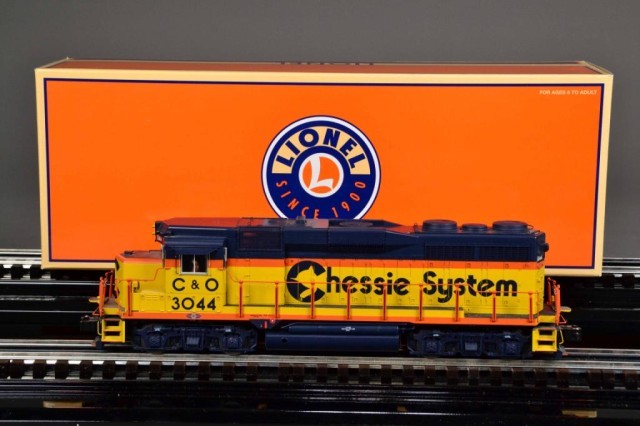 FOR AGES 8 TO ADULT
LIONEL
L
SINCE 1900
C & O
3044
Chessie System